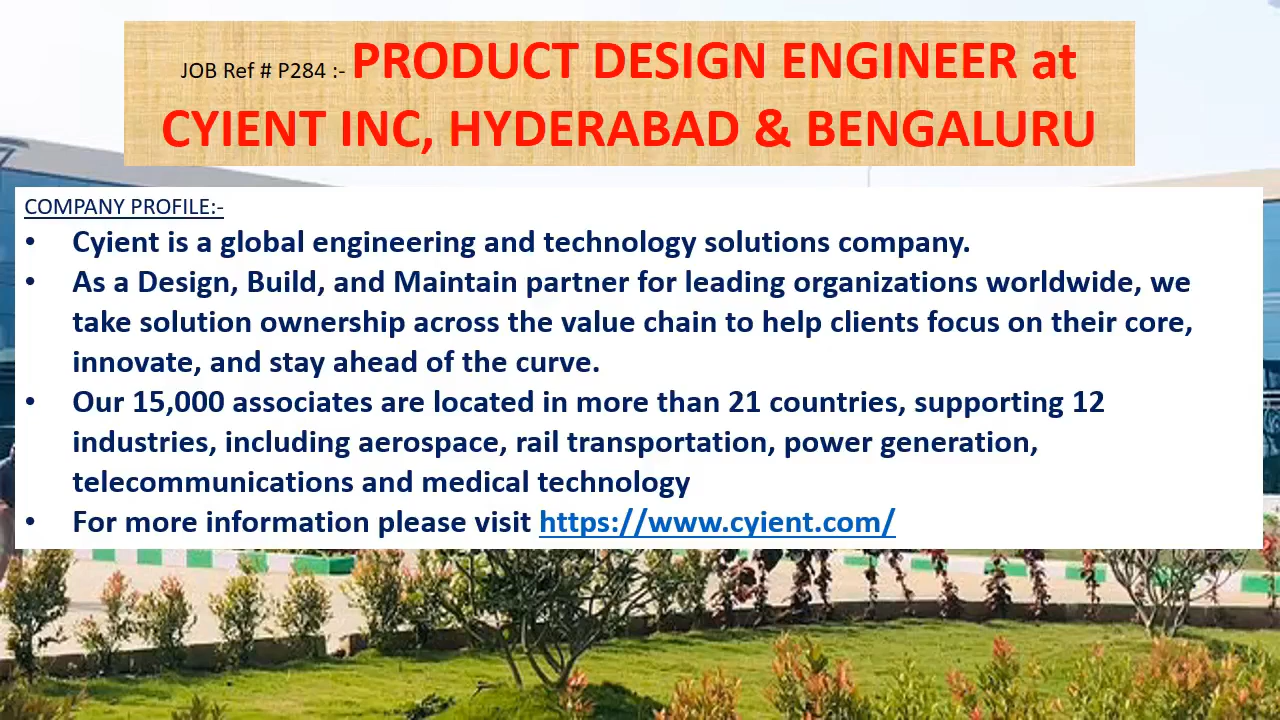 JOB Ref # P284 :- PRODUCT DESIGN ENGINEER at
CYIENT INC, HYDERABAD & BENGALURU
COMPANY PROFILE:-
• Cyient is a global engineering and technology solutions company.
• As a Design, Build, and Maintain partner for leading organizations worldwide, we
take solution ownership across the value chain to help clients focus on their core,
innovate, and stay ahead of the curve.
• Our 15,000 associates are located in more than 21 countries, supporting 12
industries, including aerospace, rail transportation, power generation,
telecommunications and medical technology
• For more information please visit https://www.cyient.com/